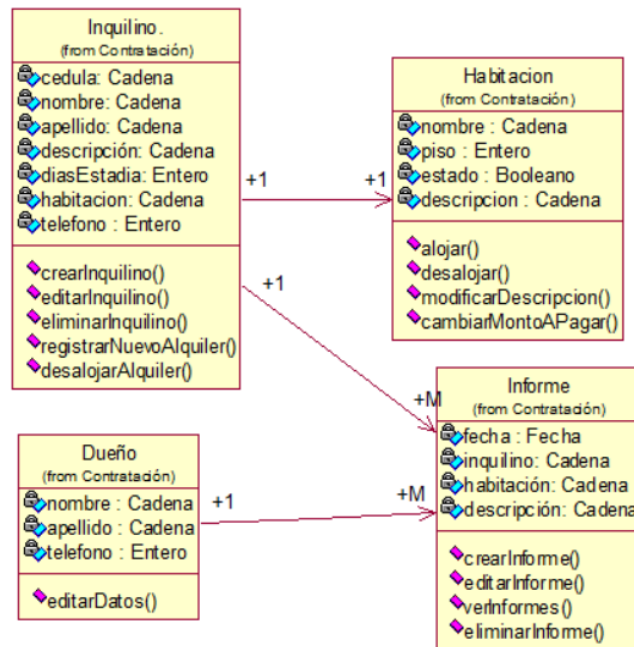 Inquilino.
(from Contratación)
cedula: Cadena
nombre: Cadena
apellido: Cadena
descripción: Cadena
diasEstadia: Entero
habitacion: Cadena
telefono : Entero
crearInquilino()
editarInquilino()
eliminarInquilino()
registrarNuevoAlquiler()
desalojarAlquiler()
+1
+1
Habitacion
(from Contratación)
nombre : Cadena
piso : Entero
estado : Booleano
descripcion : Cadena
alojar()
desalojar()
modificarDescripcion()
cambiarMontoAPagar()
+1
+M
Dueño
(from Contratación)
nombre : Cadena
apellido : Cadena
telefono : Entero
editarDatos()
+1
+M
Informe
(from Contratación)
fecha : Fecha
inquilino: Cadena
habitación: Cadena
descripción: Cadena
crearInforme()
editarInforme()
verInformes()
eliminarInforme()